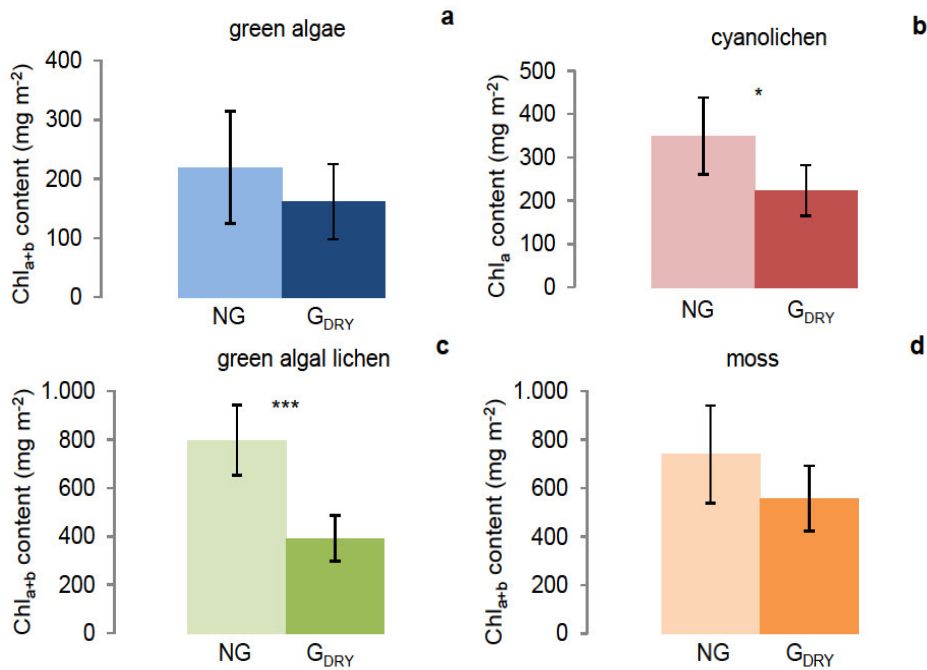 a
green algae
Chla+b content (mg m-2)
400
300
200
100
0
NG GDRY
b
cyanolichen
Chla content (mg m-2)
500
400
300
200
100
0
*
NG GDRY
c
green algal lichen
Chla+b content (mg m-2)
1.000
800
600
400
200
0
***
NG GDRY
d
moss
Chla+b content (mg m-2)
1.000
800
600
400
200
0
NG GDRY